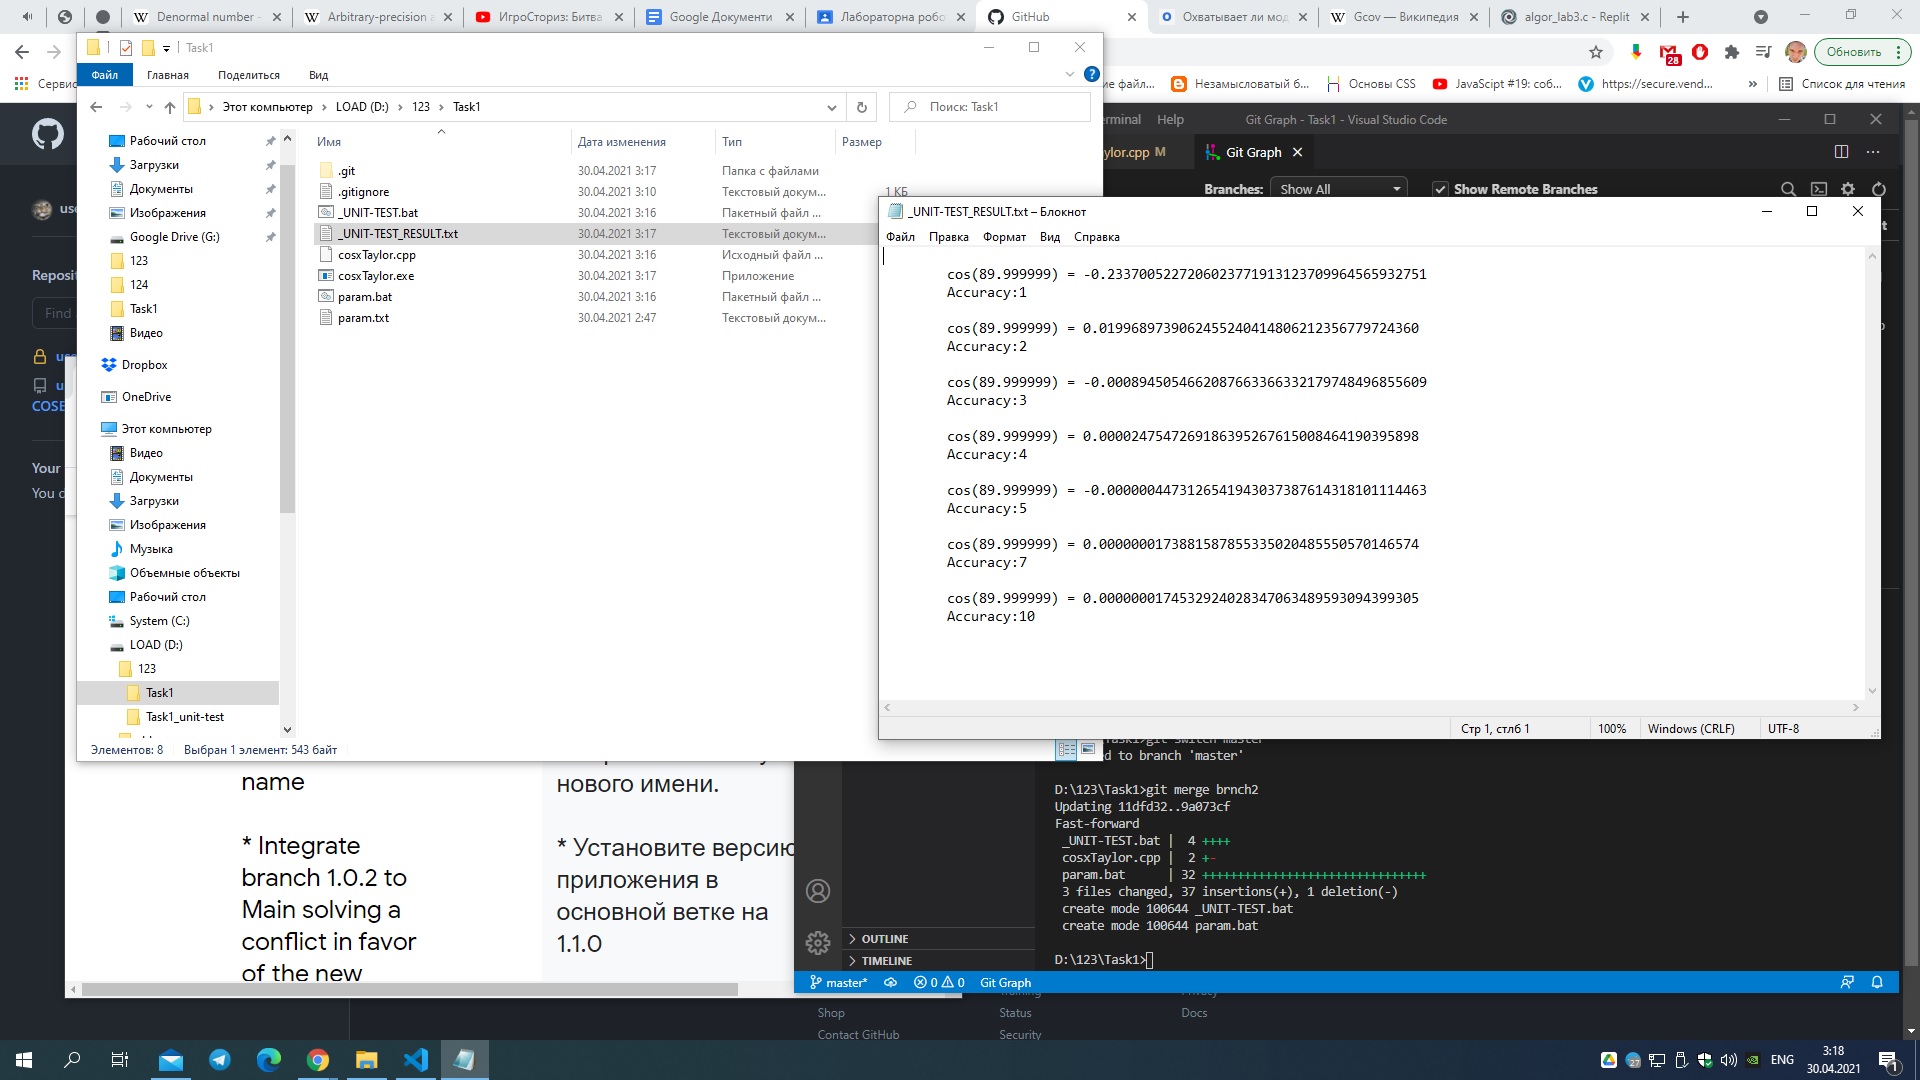 Denormal number -
Arbitrary-precision a
ИгроСториз: Битва
Google Документи
Лабораторна робо
GitHub
Охватывает ли мод
Gcov — Википедия
algor_lab3.c - Replit
28
Обновить
Сервис
ие файл...
Незамысловатый б...
Основы CSS
JavaScipt #19: соб...
https://secure.vend...
»
Список для чтения
Task1
Файл
Главная
Поделиться
Вид
Этот компьютер
LOAD (D:)
123
Task1
Поиск: Task1
Рабочий стол
Загрузки
Документы
Изображения
Google Drive (G:)
123
124
Task1
Видео
Dropbox
OneDrive
Этот компьютер
Видео
Документы
Загрузки
Изображения
Музыка
Объемные объекты
Рабочий стол
System (C:)
LOAD (D:)
123
Task1
Task1_unit-test
Имя Дата изменения Тип Размер
.git 30.04.2021 3:17 Папка с файлами
.gitignore 30.04.2021 3:10 Текстовый докум... 1 КБ
_UNIT-TEST.bat 30.04.2021 3:16 Пакетный файл ...
_UNIT-TEST_RESULT.txt 30.04.2021 3:17 Текстовый докум...
cosxTaylor.cpp 30.04.2021 3:16 Исходный файл ...
cosxTaylor.exe 30.04.2021 3:17 Приложение
param.bat 30.04.2021 3:16 Пакетный файл ...
param.txt 30.04.2021 2:47 Текстовый докум...
Элементов: 8 Выбран 1 элемент: 543 байт
use
Reposit
Find
use
u
COSE
Your
You d
erminal Help
Git Graph - Task1 - Visual Studio Code
ylor.cpp M
Git Graph
Branches: Show All
Show Remote Branches
_UNIT-TEST_RESULT.txt – Блокнот
Файл Правка Формат Вид Справка
cos(89.999999) = -0.2337005227206023771913123709964565932751
Accuracy:1
cos(89.999999) = 0.0199689739062455240414806212356779724360
Accuracy:2
cos(89.999999) = -0.0008945054662087663366332179748496855609
Accuracy:3
cos(89.999999) = 0.0000247547269186395267615008464190395898
Accuracy:4
cos(89.999999) = -0.0000004473126541943037387614318101114463
Accuracy:5
cos(89.999999) = 0.0000000173881587855335020485550570146574
Accuracy:7
cos(89.999999) = 0.0000000174532924028347063489593094399305
Accuracy:10
Стр 1, стлб 1
100%
Windows (CRLF)
UTF-8
Task1>git switch master
d to branch 'master'
D:\123\Task1>git merge brnch2
Updating 11dfd32..9a073cf
Fast-forward
_UNIT-TEST.bat | 4 ++++
cosxTaylor.cpp | 2 +-
param.bat | 32 ++++++++++++++++++++++++++++++++
3 files changed, 37 insertions(+), 1 deletion(-)
create mode 100644 _UNIT-TEST.bat
create mode 100644 param.bat
D:\123\Task1>
OUTLINE
TIMELINE
master*
0
0
Git Graph
name
* Integrate
branch 1.0.2 to
Main solving a
conflict in favor
of the new
нового имени.
* Установите версию
приложения в
основной ветке на
1.1.0
Training
Privacy
Shop
Status
Docs
Contact GitHub
Security
27
ENG
3:18
30.04.2021
1